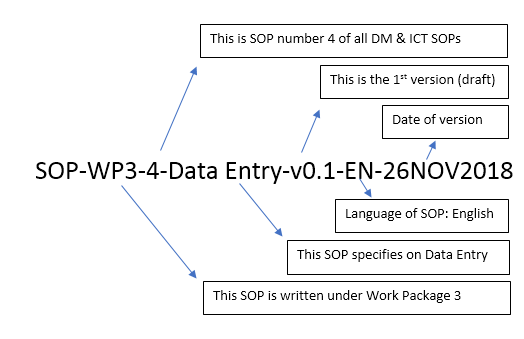 This is SOP number 4 of all DM & ICT SOPs
This is the 1st version (draft)
Date of version
SOP-WP3-4-Data Entry-v0.1-EN-26NOV2018
Language of SOP: English
This SOP specifies on Data Entry
This SOP is written under Work Package 3